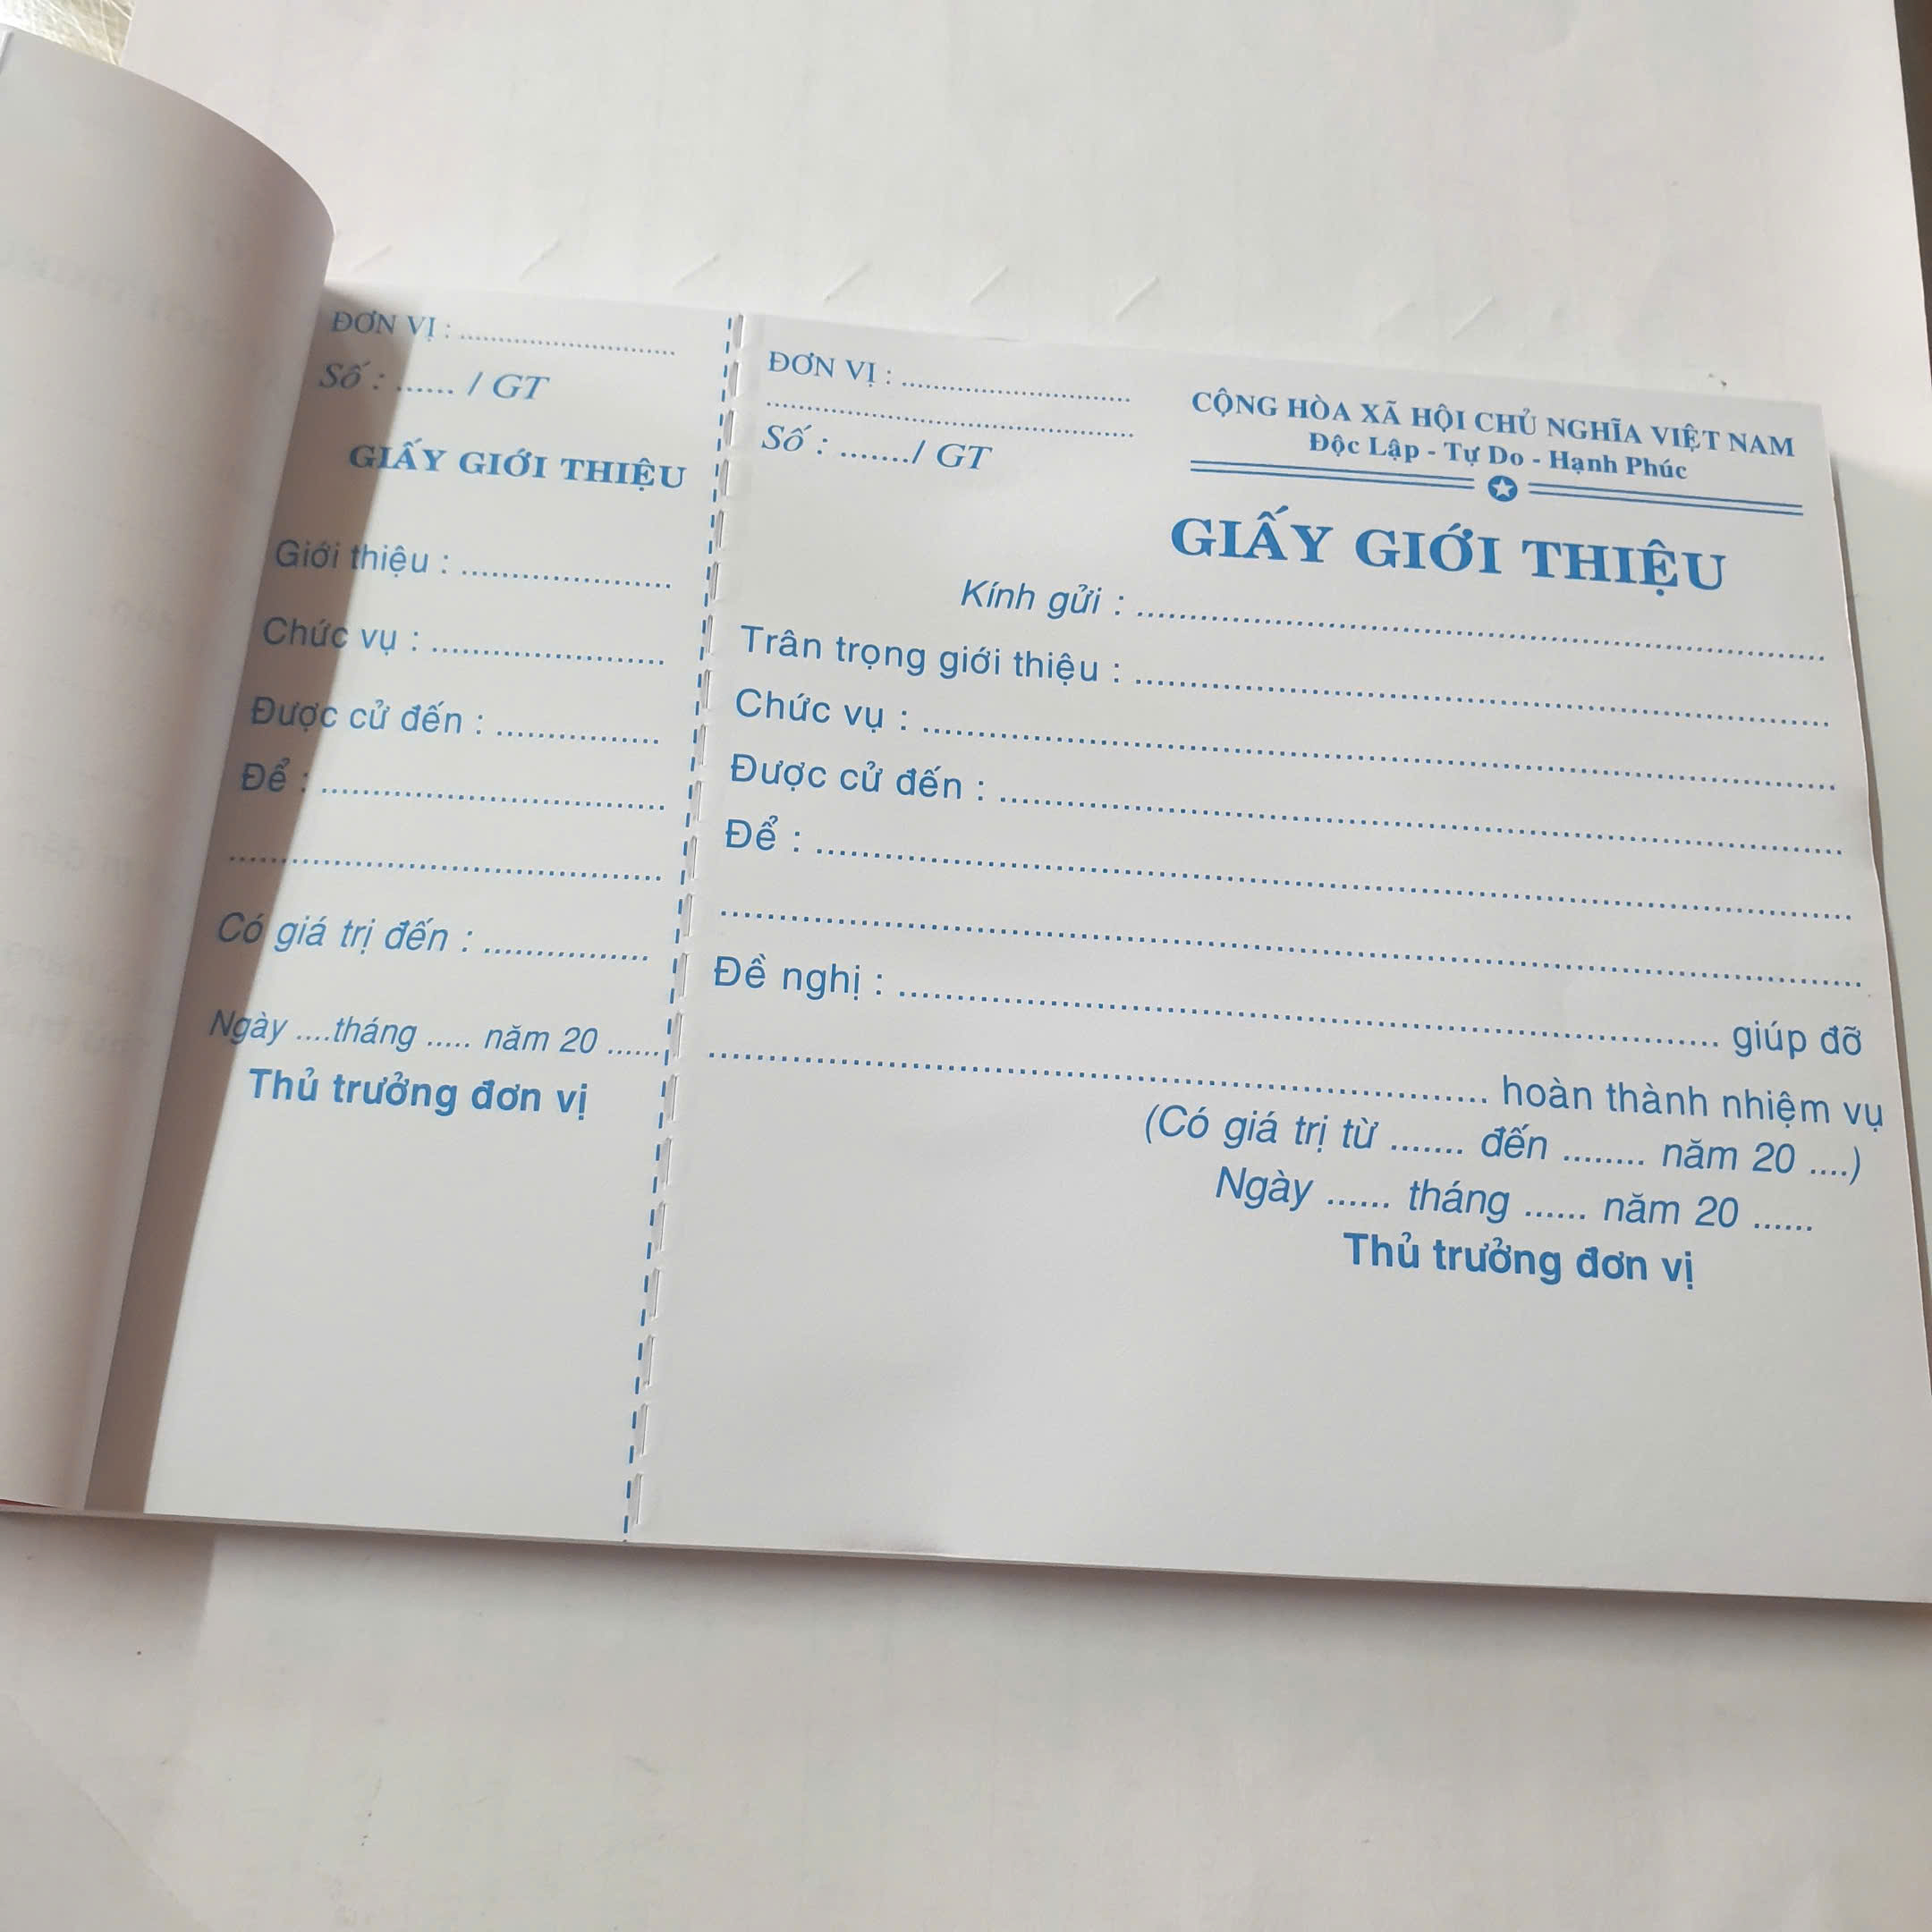 ĐƠN VỊ : ..............................
Số : ...... / GT
GIẤY GIỚI THIỆU
Giới thiệu : .....................
Chức vụ : .......................
Được cử đến : ................
Để : ..................................
...........................................
Có giá trị đến : ................
Ngày ....tháng ..... năm 20 ......
Thủ trưởng đơn vị
ĐƠN VỊ : ..............................
................................................
Số : ......./ GT
CỘNG HÒA XÃ HỘI CHỦ NGHĨA VIỆT NAM
Độc Lập - Tự Do - Hạnh Phúc
GIẤY GIỚI THIỆU
Kính gửi : ..................................................................
Trân trọng giới thiệu : ..................................................................
Chức vụ : ......................................................................................
Được cử đến : ................................................................................
Để : .................................................................................................
............................................................................................................
Đề nghị : .............................................................................. giúp đỡ
.......................................................................... hoàn thành nhiệm vụ
(Có giá trị từ ....... đến ........ năm 20 ....)
Ngày ...... tháng ...... năm 20 ......
Thủ trưởng đơn vị